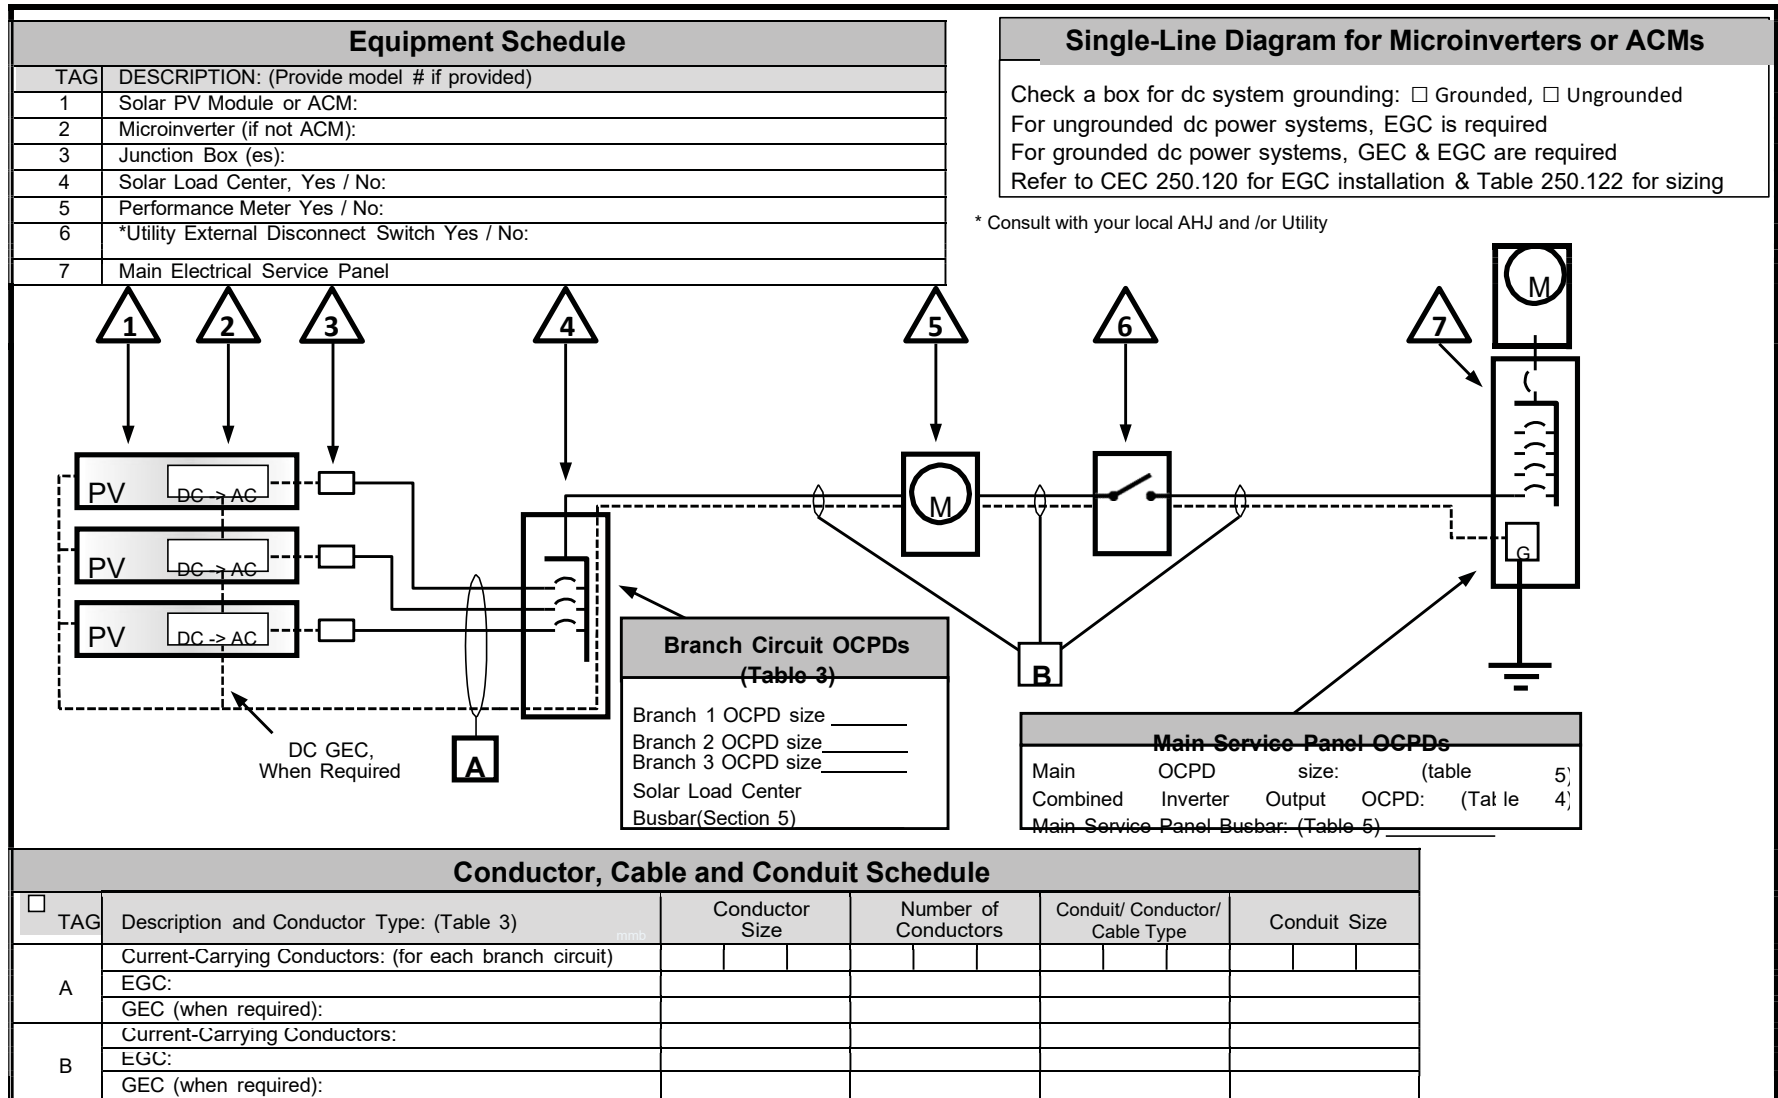 Equipment Schedule
TAG DESCRIPTION: (Provide model # if provided)
1 Solar PV Module or ACM:
2 Microinverter (if not ACM):
3 Junction Box (es):
4 Solar Load Center, Yes / No:
5 Performance Meter Yes / No:
6 *Utility External Disconnect Switch Yes / No:
7 Main Electrical Service Panel
Single-Line Diagram for Microinverters or ACMs
Check a box for dc system grounding: ☐ Grounded, ☐ Ungrounded
For ungrounded dc power systems, EGC is required
For grounded dc power systems, GEC & EGC are required
Refer to CEC 250.120 for EGC installation & Table 250.122 for sizing
* Consult with your local AHJ and /or Utility
M
1 2 3 4 5 6 7
PV DC -> AC
PV DC -> AC
PV DC -> AC
M
G
A
B
DC GEC,
When Required
Branch Circuit OCPDs
(Table 3)
Branch 1 OCPD size
Branch 2 OCPD size
Branch 3 OCPD size
Solar Load Center
Busbar(Section 5)
Main Service Panel OCPDs
Main OCPD size: (table 5)
Combined Inverter Output OCPD: (Table 4)
Main Service Panel Busbar: (Table 5)
Conductor, Cable and Conduit Schedule
☐ TAG Description and Conductor Type: (Table 3) mmb
Conductor
Size
Number of
Conductors
Conduit/ Conductor/
Cable Type
Conduit Size
A
Current-Carrying Conductors: (for each branch circuit)
EGC:
GEC (when required):
B
Current-Carrying Conductors:
EGC:
GEC (when required):